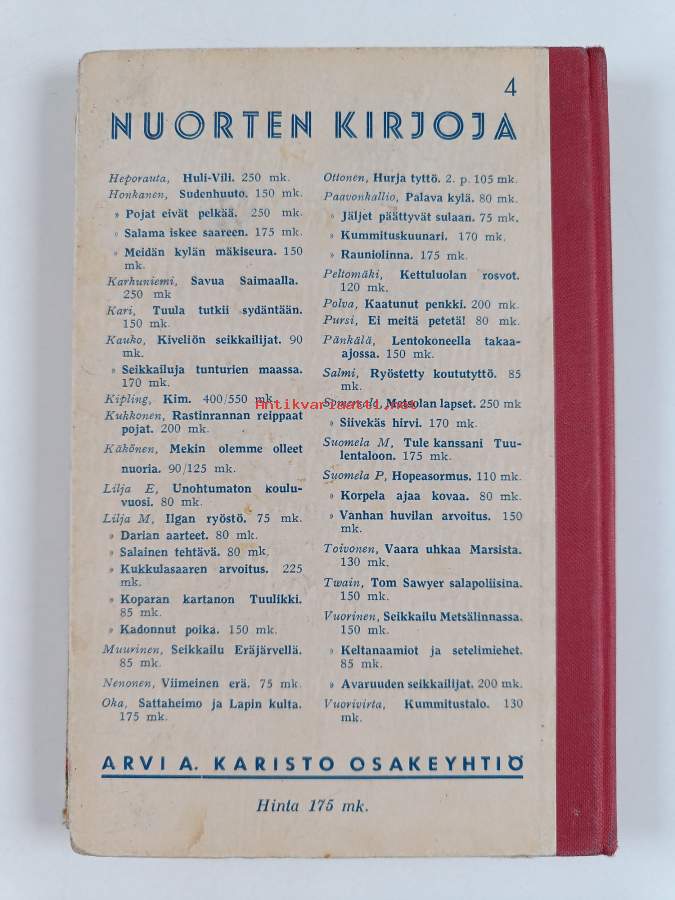 4
NUORTEN KIRJOJA
Heporauta, Huli-Vili. 250 mk.
Honkanen, Sudenhuuto. 150 mk.
» Pojat eivät pelkää. 250 mk.
» Salama iskee saareen. 175 mk.
» Meidän kylän mäkiseura. 150
mk.
Karhuniemi, Savua Saimaalla.
250 mk
Kari, Tuula tutkii sydäntään.
150 mk.
Kauko, Kiveliön seikkailijat. 90
mk.
» Seikkailuja tunturien maassa.
170 mk.
Kipling, Kim. 400/550 mk.
Kukkonen, Rastinrannan reippaat
pojat. 200 mk.
Käkönen, Mekin olemme olleet
nuoria. 90/125 mk.
Lilja E, Unohtumaton koulu-
vuosi. 80 mk.
Lilja M, Ilgan ryöstö. 75 mk.
» Darian aarteet. 80 mk.
» Salainen tehtävä. 80 mk.
» Kukkulasaaren arvoitus. 225
mk.
» Koparan kartanon Tuulikki.
85 mk.
» Kadonnut poika. 150 mk.
Muurinen, Seikkailu Eräjärvellä.
85 mk.
Nenonen, Viimeinen erä. 75 mk.
Oka, Sattaheimo ja Lapin kulta.
175 mk.
Ottonen, Hurja tyttö. 2. p. 105 mk.
Paavonkallio, Palava kylä. 80 mk.
» Jäljet päättyvät sulaan. 75 mk.
» Kummituskuunari. 170 mk.
» Rauniolinna. 175 mk.
Peltomäki, Kettuluolan rosvot.
120 mk.
Polva, Kaatunut penkki. 200 mk.
Pursi, Ei meitä petetä! 80 mk.
Pänkälä, Lentokoneella takaa-
ajossa. 150 mk.
Salmi, Ryöstetty koututyttö. 85
mk.
Somersalo, Metsolan lapset. 250 mk
» Siivekäs hirvi. 170 mk.
Suomela M, Tule kanssani Tuu-
lentaloon. 175 mk.
Suomela P, Hopeasormus. 110 mk.
» Korpela ajaa kovaa. 80 mk.
» Vanhan huvilan arvoitus. 150
mk.
Toivonen, Vaara uhkaa Marsista.
130 mk.
Twain, Tom Sawyer salapoliisina.
150 mk.
Vuorinen, Seikkailu Metsälinnassa.
150 mk.
» Keltanaamiot ja setelimiehet.
85 mk.
» Avaruuden seikkailijat. 200 mk.
Vuorivirta, Kummitustalo. 130
mk.
Antikvariaatti.net
ARVI A. KARISTO OSAKEYHTIÖ
Hinta 175 mk.